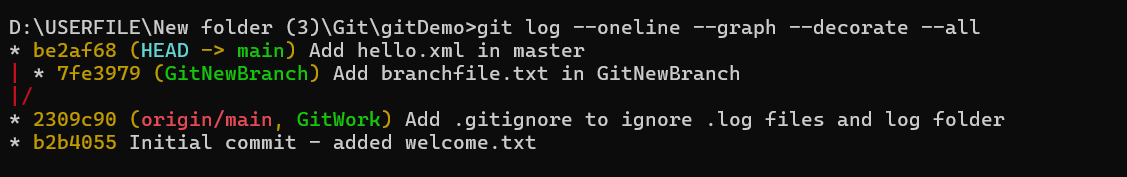 D:\USERFILE\New folder (3)\Git\gitDemo>git log --oneline --graph --decorate --all
* be2af68 (HEAD -> main) Add hello.xml in master
| * 7fe3979 (GitNewBranch) Add branchfile.txt in GitNewBranch
|/
* 2309c90 (origin/main, GitWork) Add .gitignore to ignore .log files and log folder
* b2b4055 Initial commit - added welcome.txt